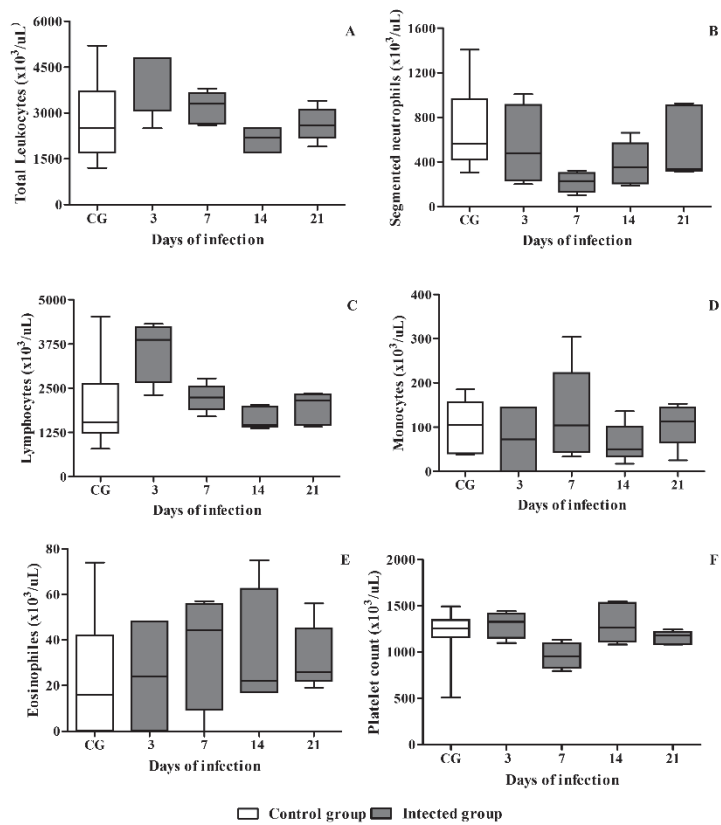 A
Total Leukocytes (x10³/uL)
6000
4500
3000
1500
0
CG 3 7 14 21
Days of infection
B
Segmented neutrophils (x10³/uL)
1600
1200
800
400
0
CG 3 7 14 21
Days of infection
C
Lymphocytes (x10³/uL)
5000
3750
2500
1250
0
CG 3 7 14 21
Days of infection
D
Monocytes (x10³/uL)
400
300
200
100
0
CG 3 7 14 21
Days of infection
E
Eosinophiles (x10³/uL)
80
60
40
20
0
CG 3 7 14 21
Days of infection
F
Platelet count (x10³/uL)
2000
1500
1000
500
0
CG 3 7 14 21
Days of infection
Control group Intected group